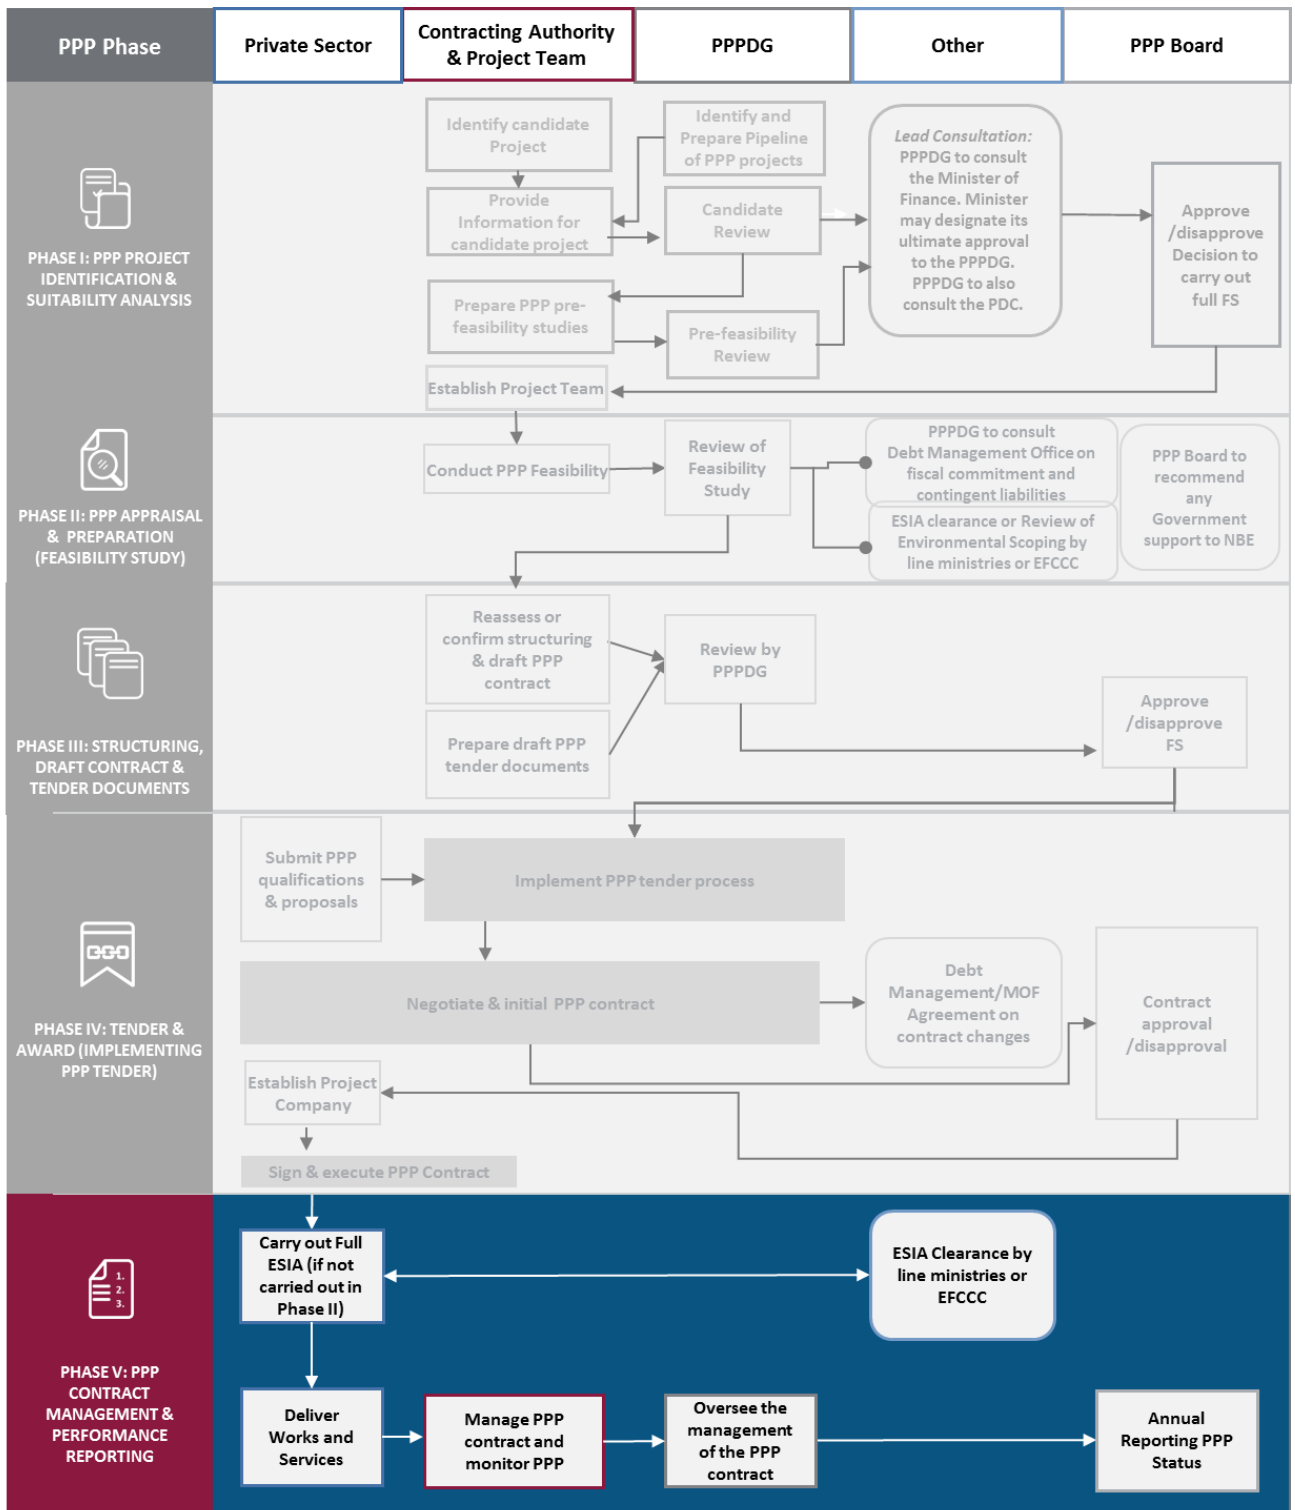 PPP Phase
Private Sector
Contracting Authority
& Project Team
PPPDG
Other
PPP Board
PHASE I: PPP PROJECT
IDENTIFICATION &
SUITABILITY ANALYSIS
Identify candidate
Project
Identify and
Prepare Pipeline
of PPP projects
Provide
Information for
candidate project
Candidate
Review
Lead Consultation:
PPPDG to consult
the Minister of
Finance. Minister
may designate its
ultimate approval
to the PPPDG.
PPPDG to also
consult the PDC.
Approve
/disapprove
Decision to
carry out
full FS
Prepare PPP pre-
feasibility studies
Pre-feasibility
Review
Establish Project Team
PHASE II: PPP APPRAISAL
& PREPARATION
(FEASIBILITY STUDY)
Conduct PPP Feasibility
Review of
Feasibility
Study
PPPDG to consult
Debt Management Office on
fiscal commitment and
contingent liabilities
ESIA clearance or Review of
Environmental Scoping by
line ministries or EFCCC
PPP Board to
recommend
any
Government
support to NBE
PHASE III: STRUCTURING,
DRAFT CONTRACT &
TENDER DOCUMENTS
Reassess or
confirm structuring
& draft PPP
contract
Review by
PPPDG
Prepare draft PPP
tender documents
Approve
/disapprove
FS
PHASE IV: TENDER &
AWARD (IMPLEMENTING
PPP TENDER)
Submit PPP
qualifications
& proposals
Implement PPP tender process
Negotiate & initial PPP contract
Debt
Management/MOF
Agreement on
contract changes
Contract
approval
/disapproval
Establish Project
Company
Sign & execute PPP Contract
1.
2.
3.
PHASE V: PPP
CONTRACT
MANAGEMENT &
PERFORMANCE
REPORTING
Carry out Full
ESIA (if not
carried out in
Phase II)
ESIA Clearance by
line ministries or
EFCCC
Deliver
Works and
Services
Manage PPP
contract and
monitor PPP
Oversee the
management
of the PPP
contract
Annual
Reporting PPP
Status